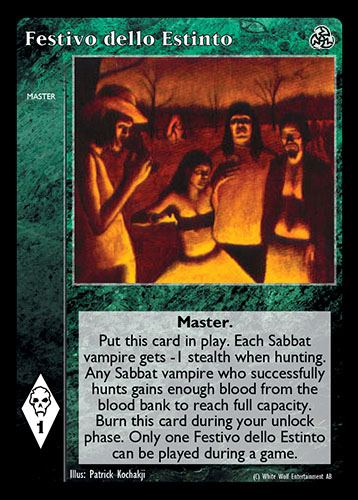 Festivo dello Estinto
MASTER
Master.
Put this card in play. Each Sabbat
vampire gets -1 stealth when hunting.
Any Sabbat vampire who successfully
hunts gains enough blood from the
blood bank to reach full capacity.
Burn this card during your unlock
phase. Only one Festivo dello Estinto
can be played during a game.
1
Illus: Patrick Kochakji
(C) White Wolf Entertainment AB